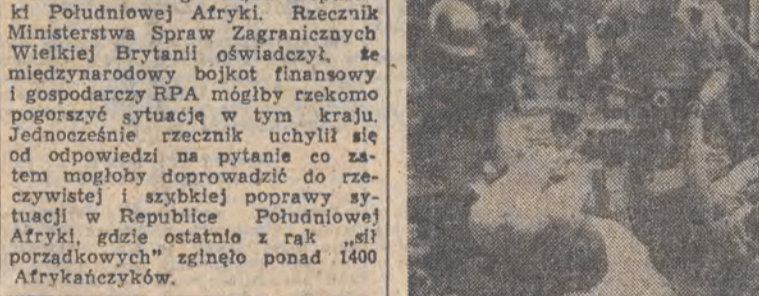 ki Południowej Afryki. Rzecznik
Ministerstwa Spraw Zagranicznych
Wielkiej Brytanii oświadczył, że
międzynarodowy bojkot finansowy
i gospodarczy RPA mógłby rzekomo
pogorszyć sytuację w tym kraju.
Jednocześnie rzecznik uchylił się
od odpowiedzi na pytanie co za-
tem mogłoby doprowadzić do rze-
czywistej i szybkiej poprawy sy-
tuacji w Republice Południowej
Afryki, gdzie ostatnio z rąk „sił
porządkowych” zginęło ponad 1400
Afrykańczyków.